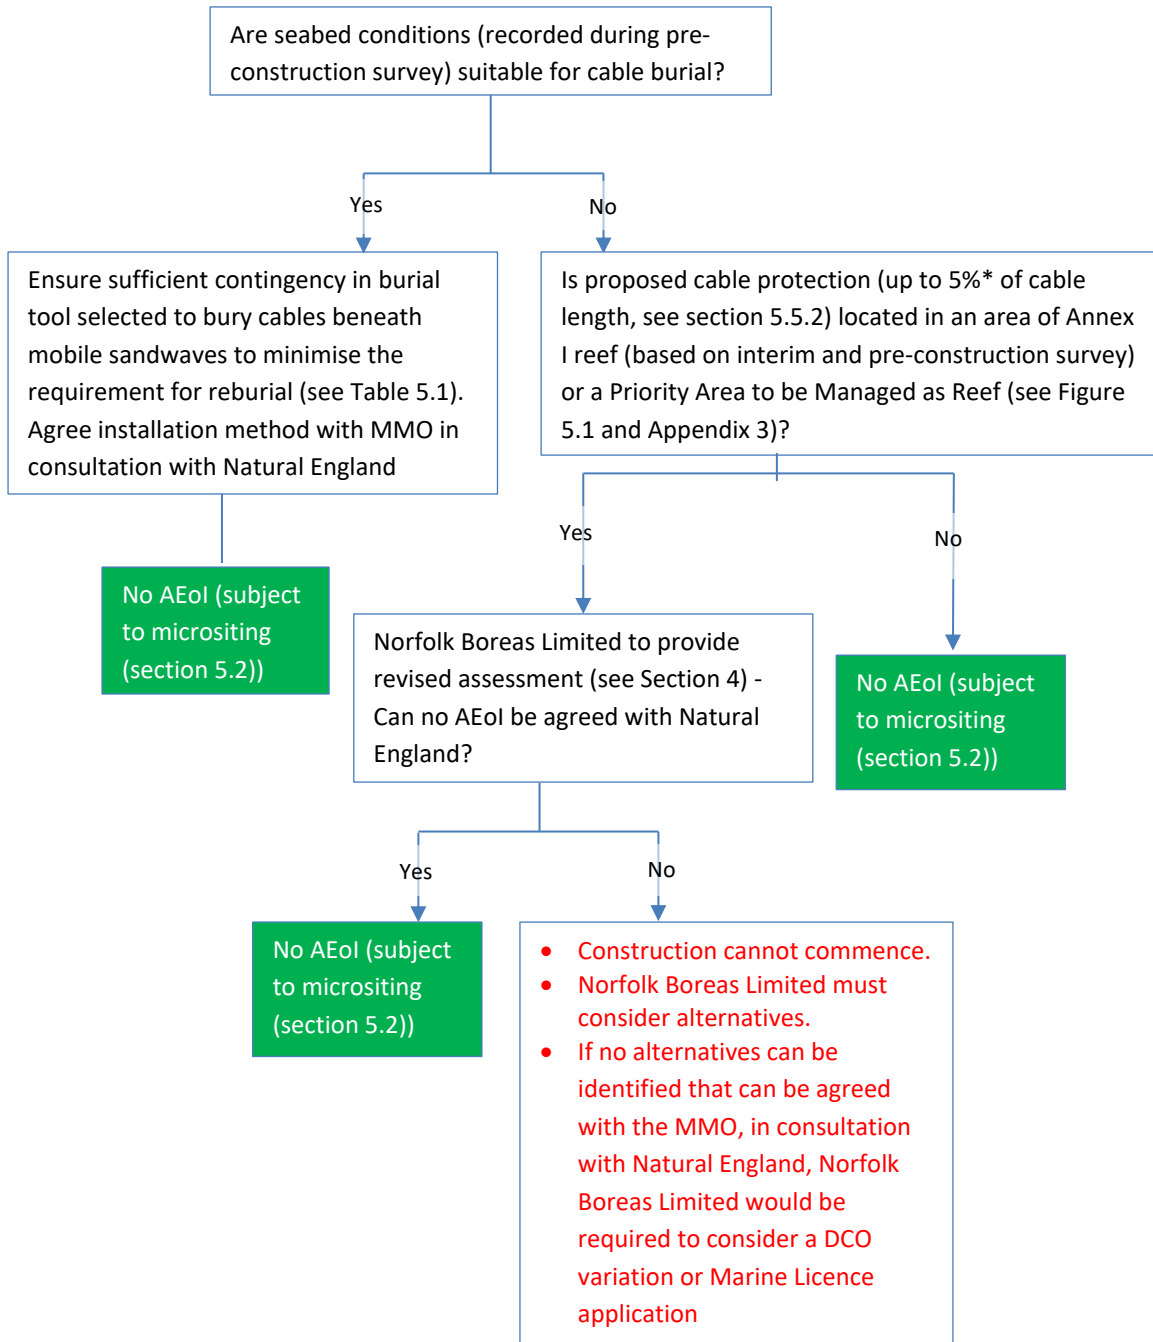 Are seabed conditions (recorded during pre-
construction survey) suitable for cable burial?
Yes
No
Ensure sufficient contingency in burial
tool selected to bury cables beneath
mobile sandwaves to minimise the
requirement for reburial (see Table 5.1).
Agree installation method with MMO in
consultation with Natural England
Is proposed cable protection (up to 5%* of cable
length, see section 5.5.2) located in an area of Annex
I reef (based on interim and pre-construction survey)
or a Priority Area to be Managed as Reef (see Figure
5.1 and Appendix 3)?
Yes
No
No AEoI (subject
to micrositing
(section 5.2))
Norfolk Boreas Limited to provide
revised assessment (see Section 4) -
Can no AEoI be agreed with Natural
England?
No AEoI (subject
to micrositing
(section 5.2))
Yes
No
No AEoI (subject
to micrositing
(section 5.2))
• Construction cannot commence.
• Norfolk Boreas Limited must
consider alternatives.
• If no alternatives can be
identified that can be agreed
with the MMO, in consultation
with Natural England, Norfolk
Boreas Limited would be
required to consider a DCO
variation or Marine Licence
application